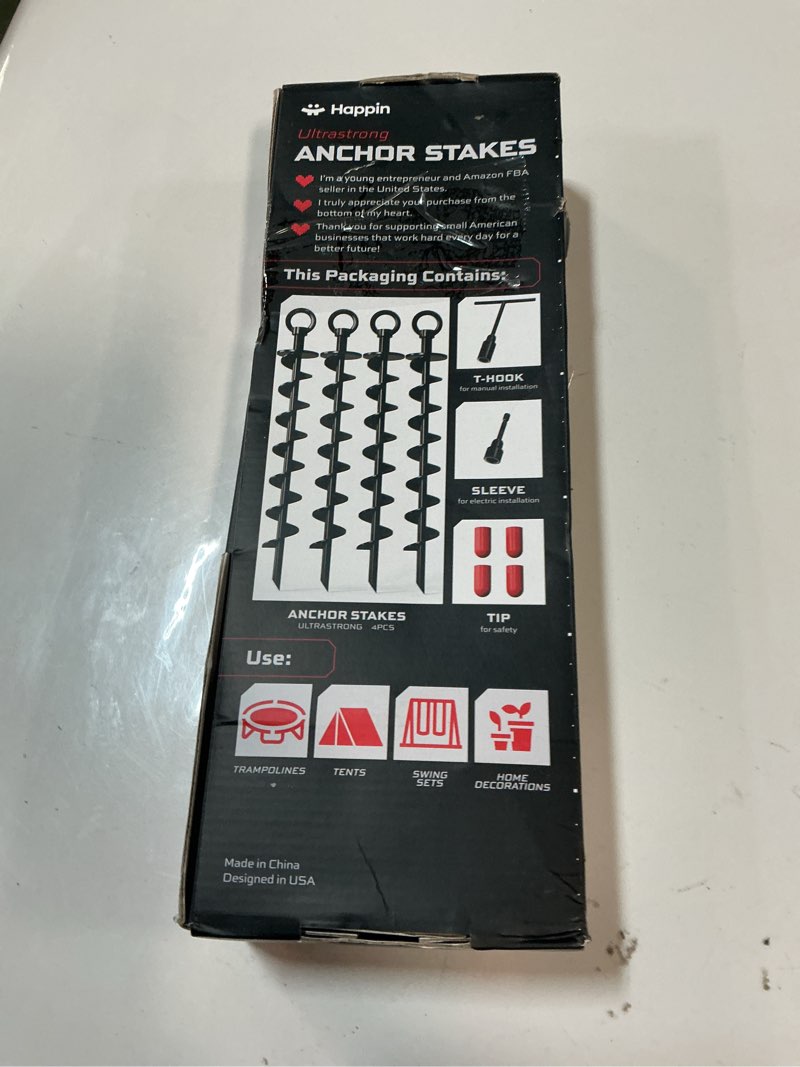 Happin
Ultrastrong
ANCHOR STAKES
I'm a young entrepreneur and Amazon FBA
seller in the United States.
I truly appreciate your purchase from the
bottom of my heart.
Thank you for supporting small American
businesses that work hard every day for a
better future!
This Packaging Contains:
T-HOOK
for manual installation
SLEEVE
for electric installation
ANCHOR STAKES
ULTRASTRONG 4PCS
TIP
for safety
Use:
TRAMPOLINES
TENTS
SWING
SETS
HOME
DECORATIONS
Made in China
Designed in USA